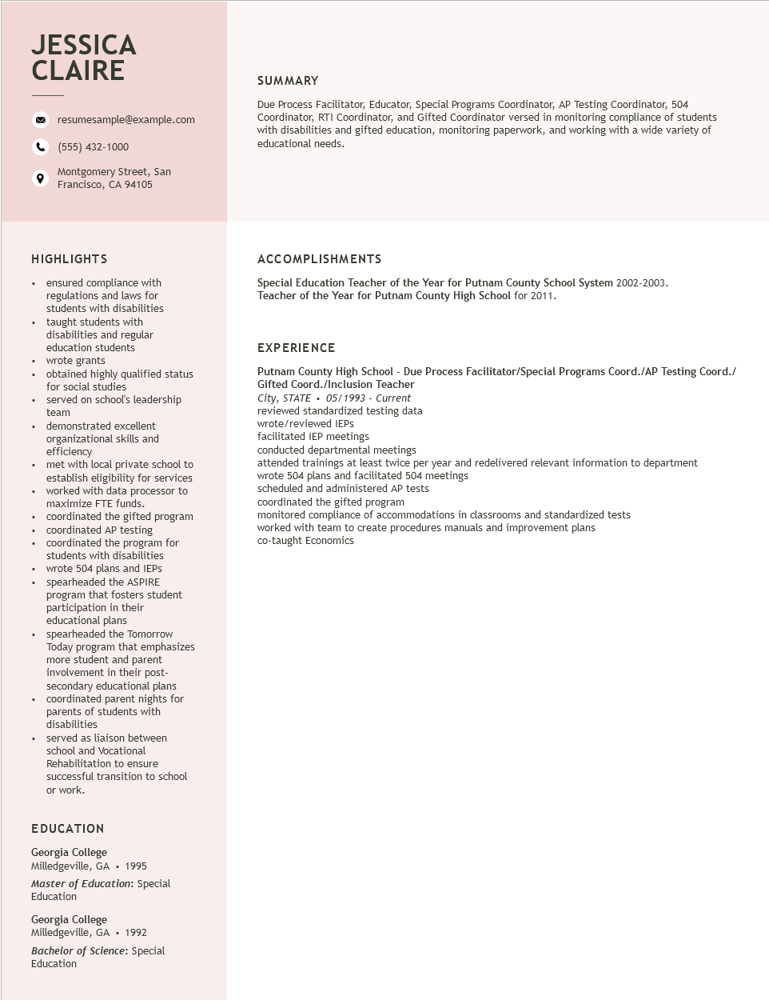 JESSICA
CLAIRE
resumesample@example.com
(555) 432-1000
Montgomery Street, San
Francisco, CA 94105
SUMMARY
Due Process Facilitator, Educator, Special Programs Coordinator, AP Testing Coordinator, 504
Coordinator, RTI Coordinator, and Gifted Coordinator versed in monitoring compliance of students
with disabilities and gifted education, monitoring paperwork, and working with a wide variety of
educational needs.
HIGHLIGHTS
• ensured compliance with
regulations and laws for
students with disabilities
• taught students with
disabilities and regular
education students
• wrote grants
• obtained highly qualified status
for social studies
• served on school's leadership
team
• demonstrated excellent
organizational skills and
efficiency
• met with local private school to
establish eligibility for services
• worked with data processor to
maximize FTE funds.
• coordinated the gifted program
• coordinated AP testing
• coordinated the program for
students with disabilities
• wrote 504 plans and IEPs
• spearheaded the ASPIRE
program that fosters student
participation in their
educational plans
• spearheaded the Tomorrow
Today program that emphasizes
more student and parent
involvement in their post-
secondary educational plans
• coordinated parent nights for
parents of students with
disabilities
• served as liaison between
school and Vocational
Rehabilitation to ensure
successful transition to school
or work.
EDUCATION
Georgia College
Milledgeville, GA • 1995
Master of Education: Special
Education
Georgia College
Milledgeville, GA • 1992
Bachelor of Science: Special
Education
ACCOMPLISHMENTS
Special Education Teacher of the Year for Putnam County School System 2002-2003.
Teacher of the Year for Putnam County High School for 2011.
EXPERIENCE
Putnam County High School - Due Process Facilitator/Special Programs Coord./AP Testing Coord./
Gifted Coord./Inclusion Teacher
City, STATE • 05/1993 - Current
reviewed standardized testing data
wrote/reviewed IEPs
facilitated IEP meetings
conducted departmental meetings
attended trainings at least twice per year and redelivered relevant information to department
wrote 504 plans and facilitated 504 meetings
scheduled and administered AP tests
coordinated the gifted program
monitored compliance of accommodations in classrooms and standardized tests
worked with team to create procedures manuals and improvement plans
co-taught Economics